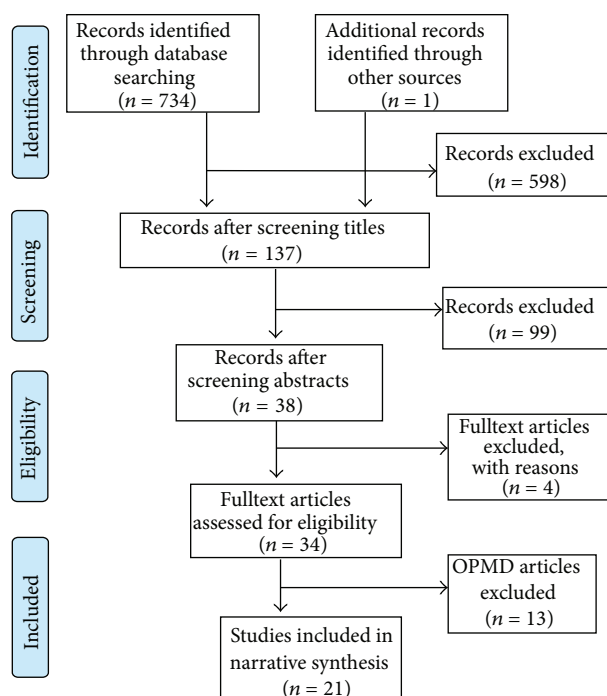 Identification
Records identified
through database
searching
(n = 734)
Additional records
identified through
other sources
(n = 1)
Records excluded
(n = 598)
Screening
Records after screening titles
(n = 137)
Records excluded
(n = 99)
Eligibility
Records after
screening abstracts
(n = 38)
Fulltext articles
excluded,
with reasons
(n = 4)
Fulltext articles
assessed for eligibility
(n = 34)
Included
OPMD articles
excluded
(n = 13)
Studies included in
narrative synthesis
(n = 21)